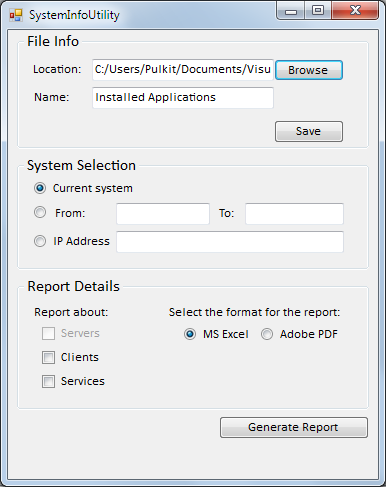 SystemInfoUtility
File Info
Location: C:/Users/Pulkit/Documents/Visu Browse
Name: Installed Applications
Save
System Selection
Current system
From: To:
IP Address
Report Details
Report about: Select the format for the report:
Servers MS Excel Adobe PDF
Clients
Services
Generate Report